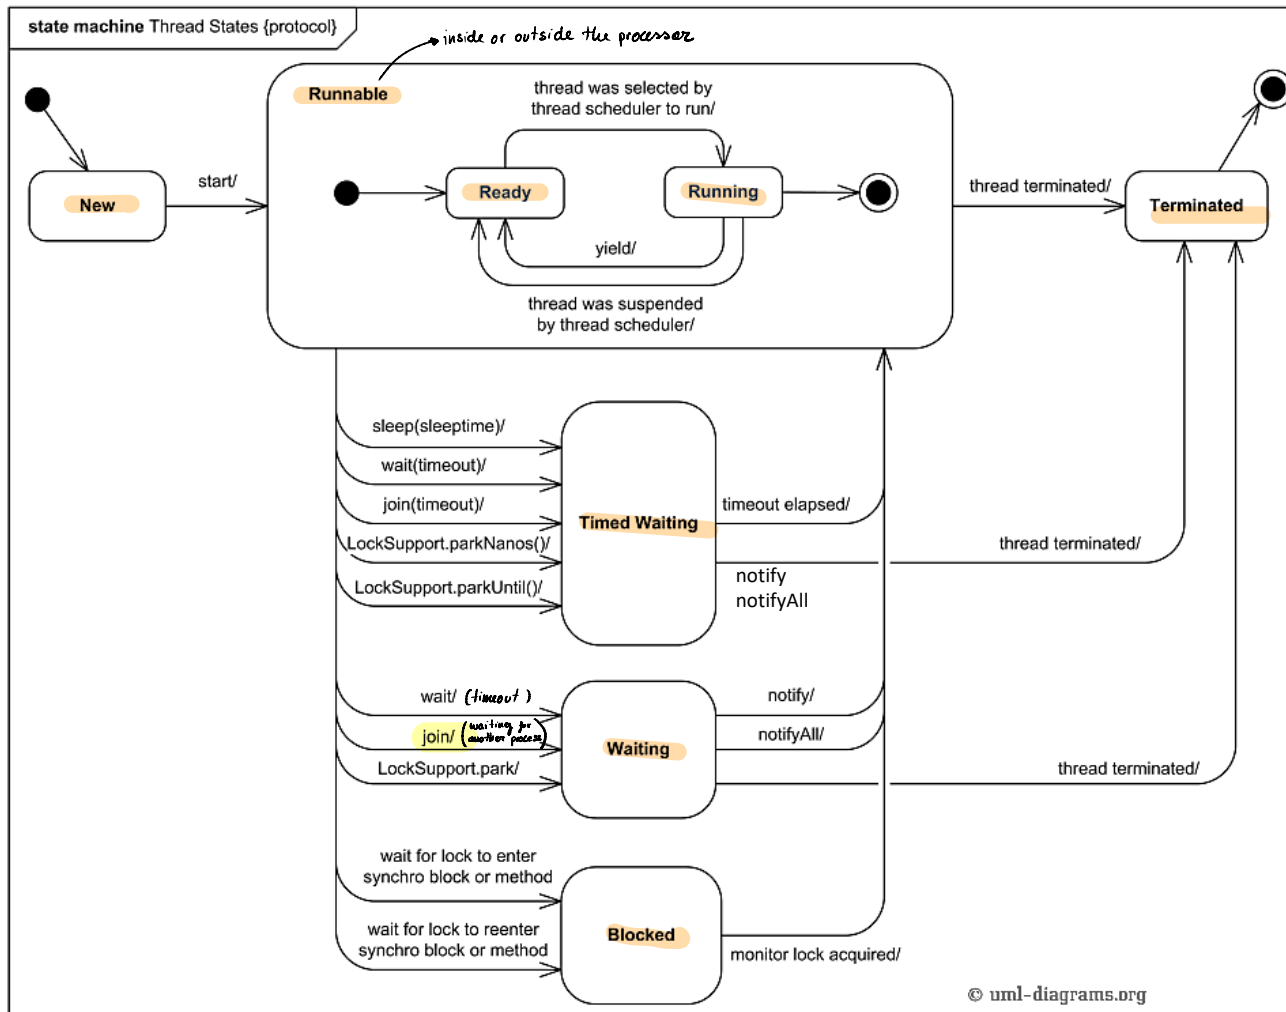 state machine Thread States {protocol}
inside or outside the processor
Runnable
thread was selected by
thread scheduler to run/
New
start/
Ready
Running
yield/
thread was suspended
by thread scheduler/
thread terminated/
Terminated
sleep(sleeptime)/
wait(timeout)/
join(timeout)/
LockSupport.parkNanos()/
LockSupport.parkUntil()/
Timed Waiting
timeout elapsed/
thread terminated/
notify
notifyAll
wait/ (timeout)
join/ (waiting for
another process)
LockSupport.park/
Waiting
notify/
notifyAll/
thread terminated/
wait for lock to enter
synchro block or method
wait for lock to reenter
synchro block or method
Blocked
monitor lock acquired/
© uml-diagrams.org